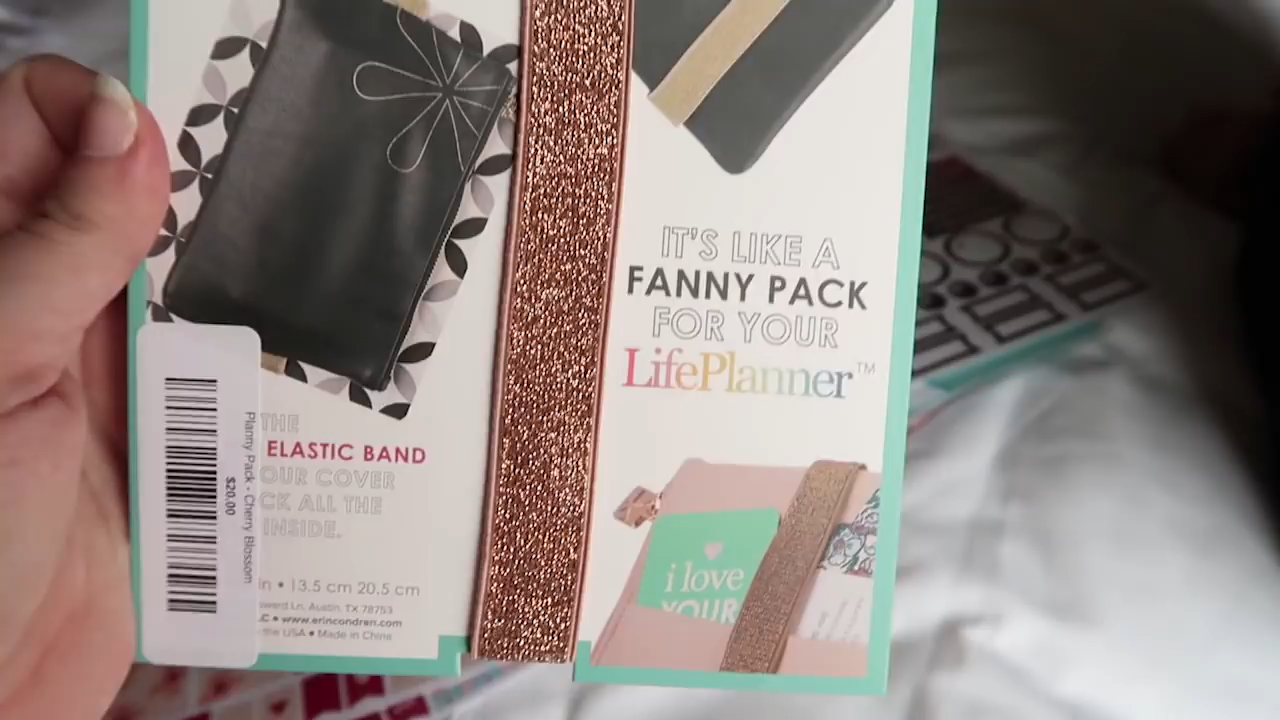 IT'S LIKE A
FANNY PACK
FOR YOUR
LifePlanner™
THE
ELASTIC BAND
OUR COVER
CK ALL THE
INSIDE.
in • 13.5 cm 20.5 cm
Ln, Austin, TX 78753
• www.erincondren.com
the USA • Made in China
Planny Pack - Cherry Blossom
$20.00
i love
YOUR